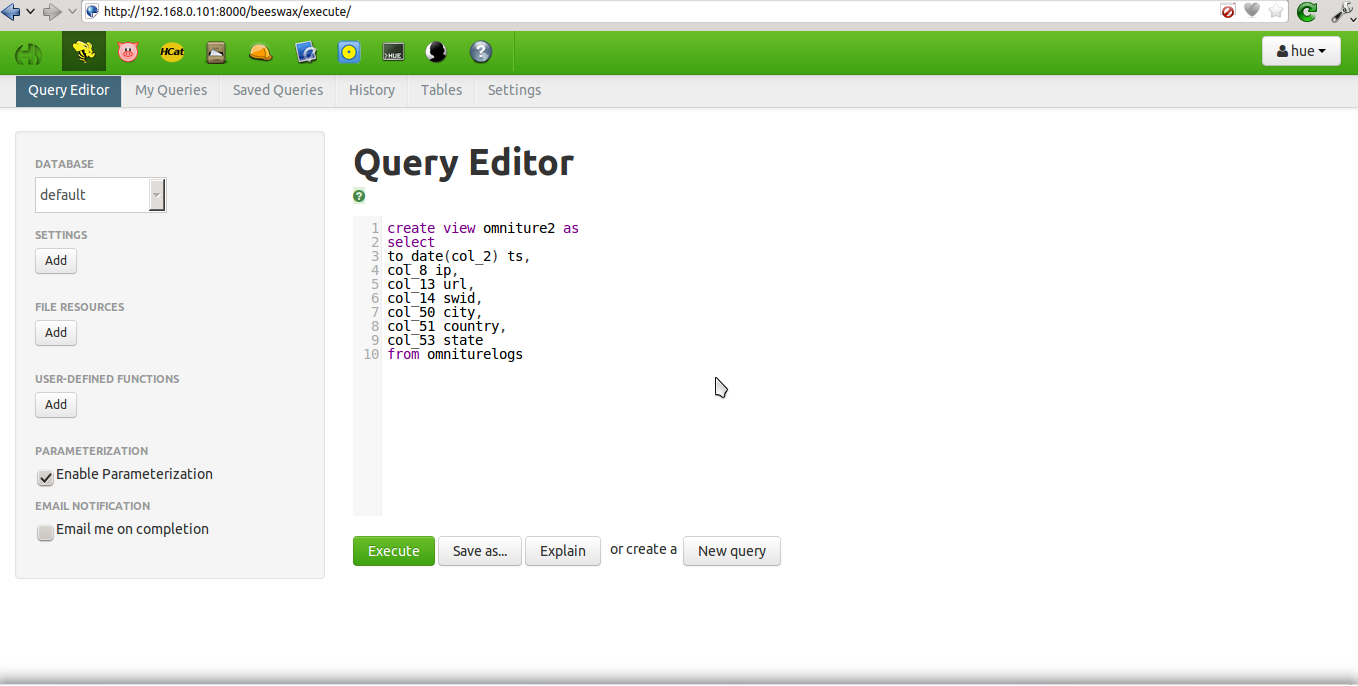 http://192.168.0.101:8000/beeswax/execute/
HCat
>HUE
?
hue
Query Editor
My Queries
Saved Queries
History
Tables
Settings
DATABASE
default
SETTINGS
Add
FILE RESOURCES
Add
USER-DEFINED FUNCTIONS
Add
PARAMETERIZATION
Enable Parameterization
EMAIL NOTIFICATION
Email me on completion
Query Editor
?
1 create view omniture2 as
2 select
3 to_date(col_2) ts,
4 col_8 ip,
5 col_13 url,
6 col_14 swid,
7 col_50 city,
8 col_51 country,
9 col_53 state
10 from omniturelogs
Execute Save as... Explain or create a New query